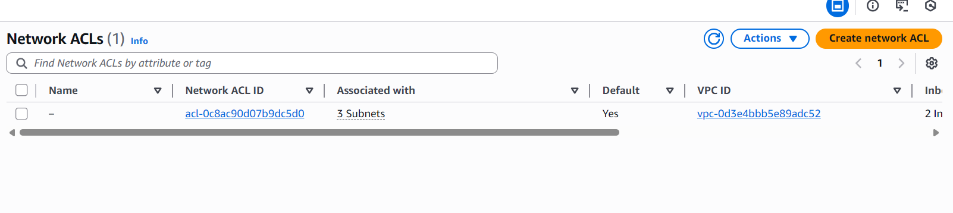 Network ACLs (1) Info
Actions
Create network ACL
Find Network ACLs by attribute or tag
1
Name Network ACL ID Associated with Default VPC ID Inb
– acl-0c8ac90d07b9dc5d0 3 Subnets Yes vpc-0d3e4bbb5e89adc52 2 In